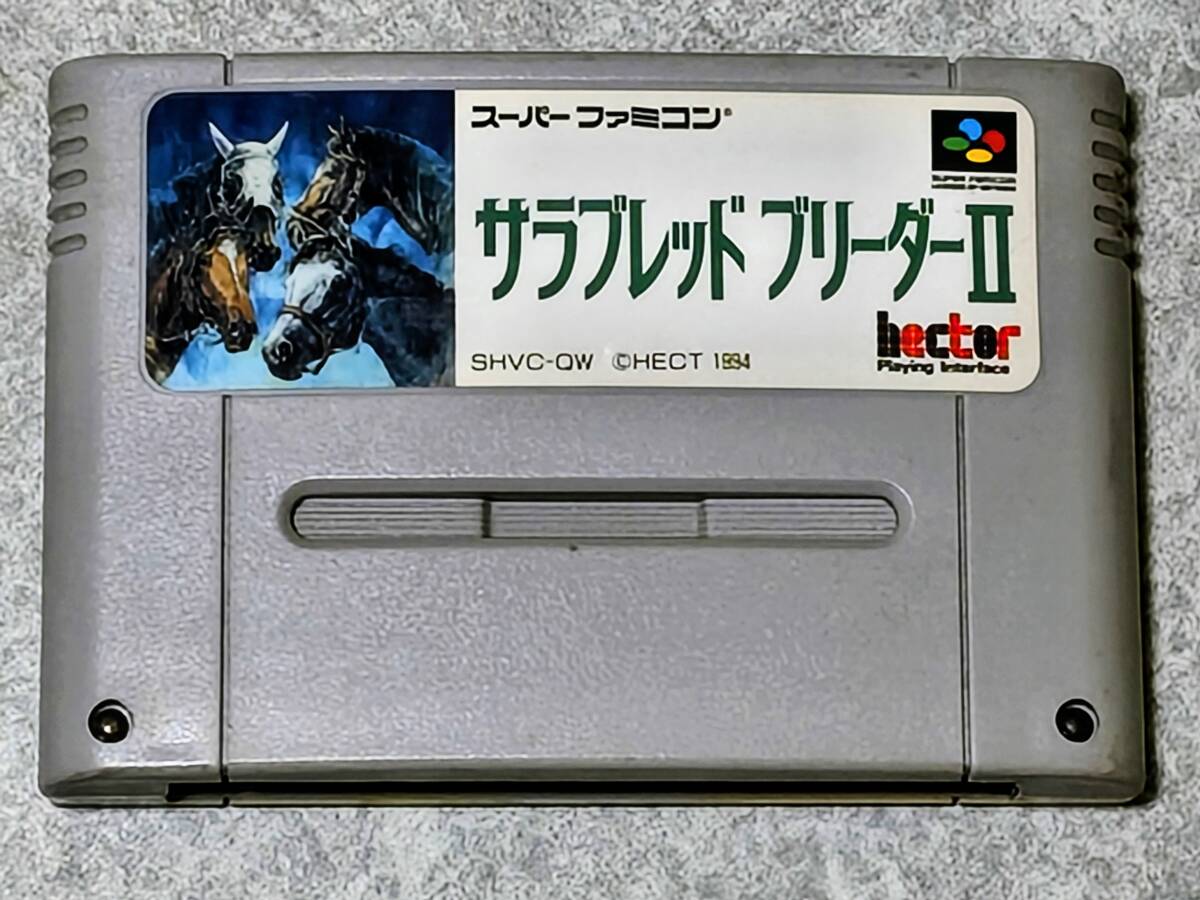 スーパーファミコン®
サラブレッド ブリーダーII
hector
Playing Interface
SHVC-QW ©HECT 1994